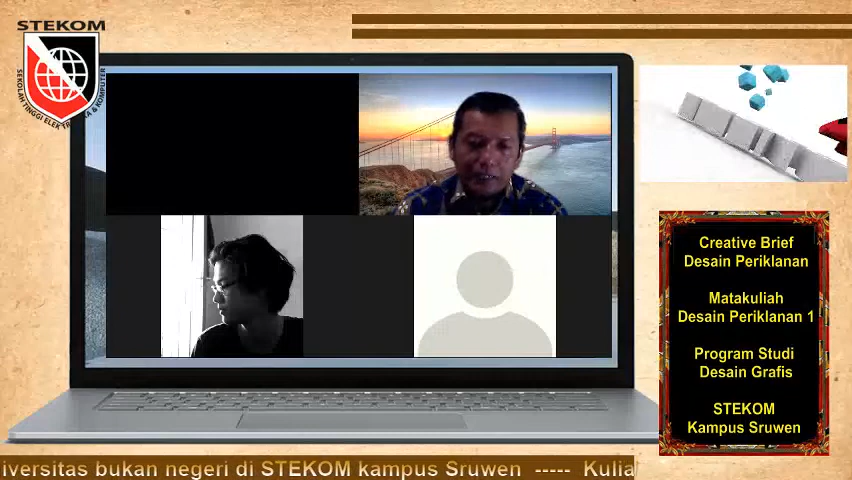 STEKOM
SEKOLAH TINGGI ELEKTRONIKA & KOMPUTER
Creative Brief
Desain Periklanan
Matakuliah
Desain Periklanan 1
Program Studi
Desain Grafis
STEKOM
Kampus Sruwen
iversitas bukan negeri di STEKOM kampus Sruwen ----- Kulia